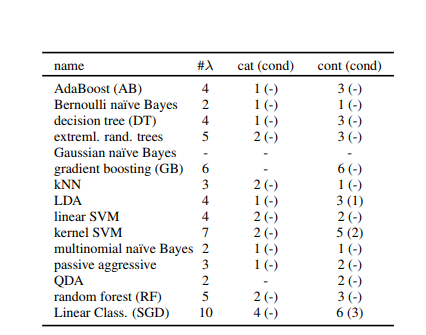 name #λ cat (cond) cont (cond)
AdaBoost (AB) 4 1 (-) 3 (-)
Bernoulli naïve Bayes 2 1 (-) 1 (-)
decision tree (DT) 4 1 (-) 3 (-)
extreml. rand. trees 5 2 (-) 3 (-)
Gaussian naïve Bayes - - -
gradient boosting (GB) 6 - 6 (-)
kNN 3 2 (-) 1 (-)
LDA 4 1 (-) 3 (1)
linear SVM 4 2 (-) 2 (-)
kernel SVM 7 2 (-) 5 (2)
multinomial naïve Bayes 2 1 (-) 1 (-)
passive aggressive 3 1 (-) 2 (-)
QDA 2 - 2 (-)
random forest (RF) 5 2 (-) 3 (-)
Linear Class. (SGD) 10 4 (-) 6 (3)